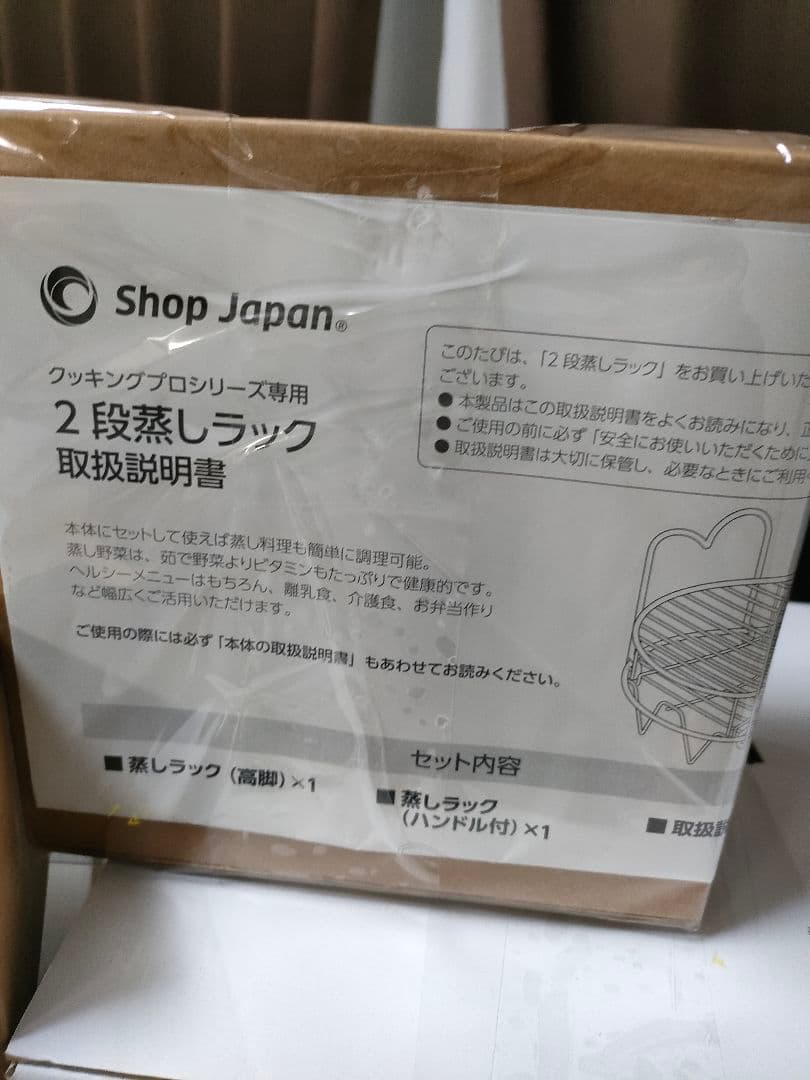 Shop Japan®
クッキングプロシリーズ専用
2段蒸しラック
取扱説明書
このたびは、「2段蒸しラック」をお買い上げいた
ございます。
● 本製品はこの取扱説明書をよくお読みになり、正
● ご使用の前に必ず「安全にお使いいただくために
● 取扱説明書は大切に保管し、必要なときにご利用
本体にセットして使えば蒸し料理も簡単に調理可能。
蒸し野菜は、茹で野菜よりビタミンもたっぷりで健康的です。
ヘルシーメニューはもちろん、離乳食、介護食、お弁当作り
など幅広くご活用いただけます。
ご使用の際には必ず「本体の取扱説明書」もあわせてお読みください。
セット内容
■ 蒸しラック(高脚)×1
■ 蒸しラック
(ハンドル付)×1
■ 取扱説